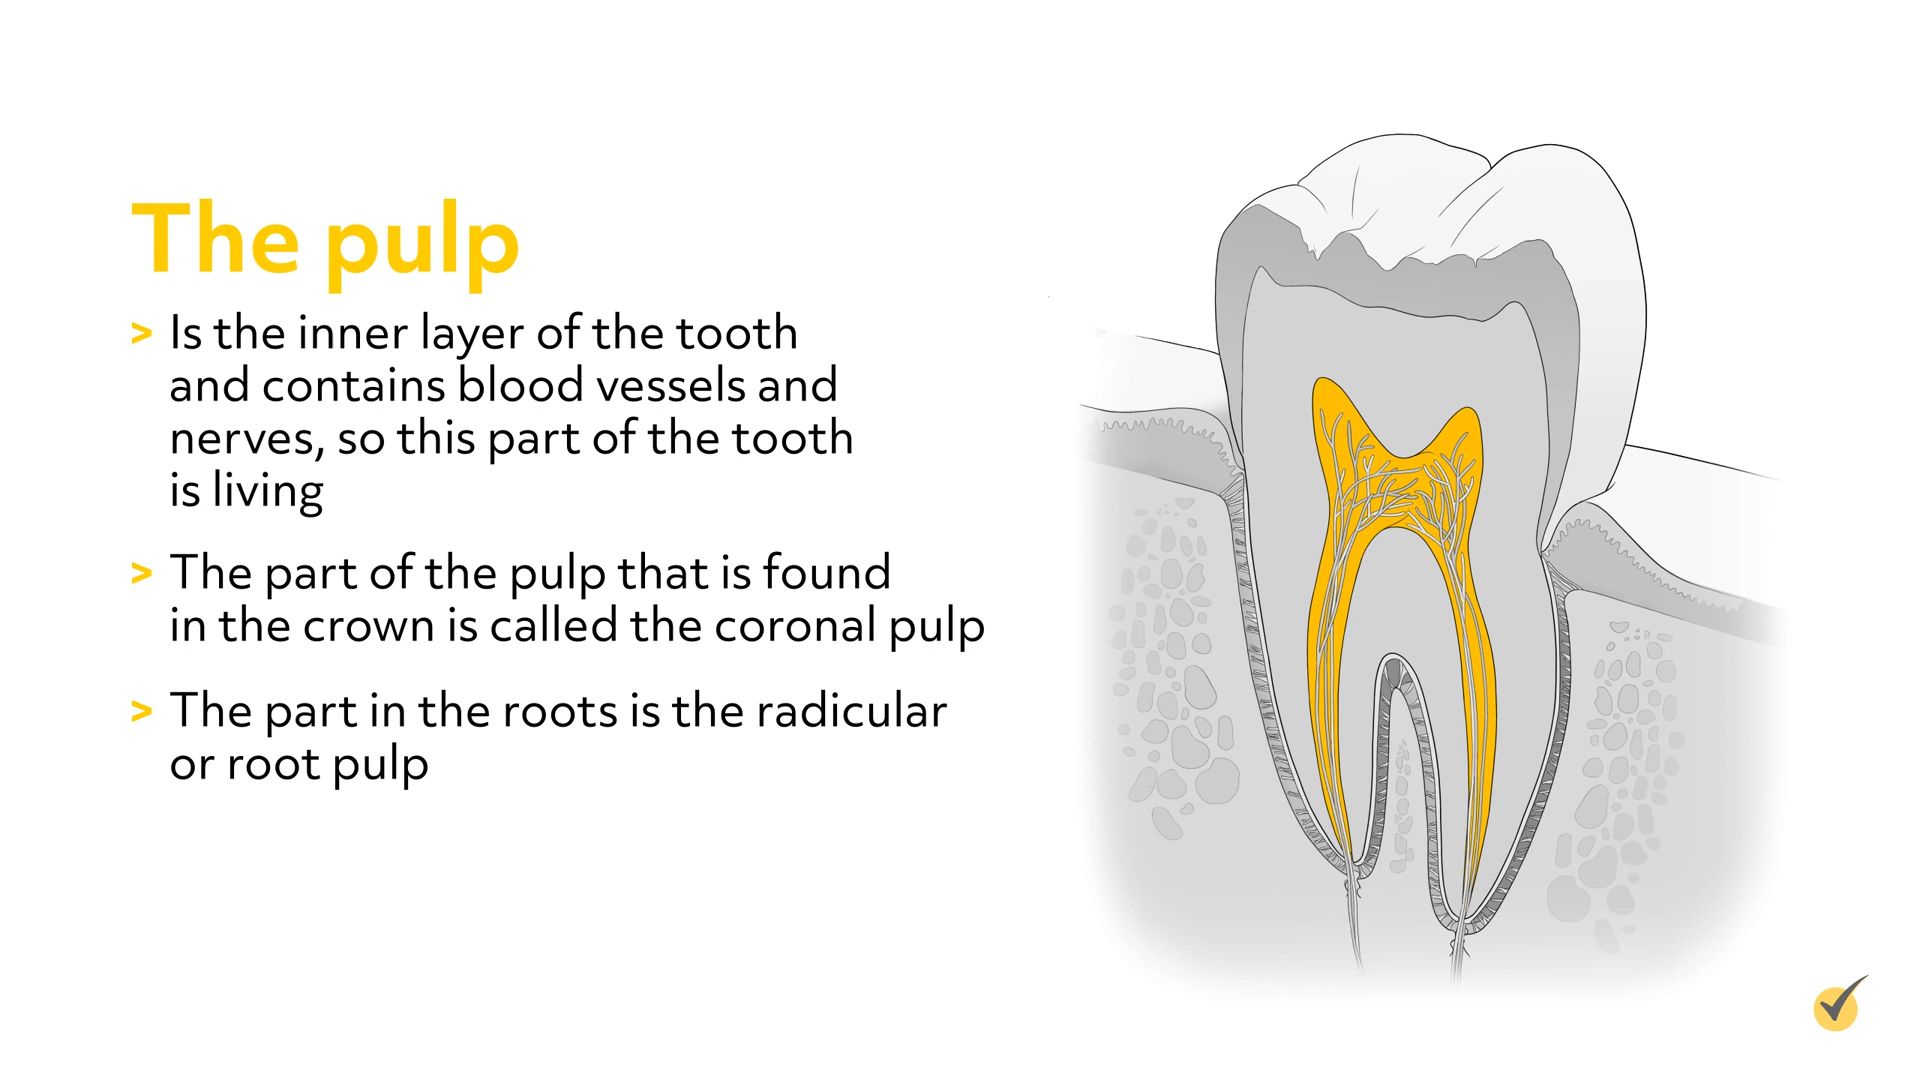 The pulp
> Is the inner layer of the tooth
and contains blood vessels and
nerves, so this part of the tooth
is living
> The part of the pulp that is found
in the crown is called the coronal pulp
> The part in the roots is the radicular
or root pulp